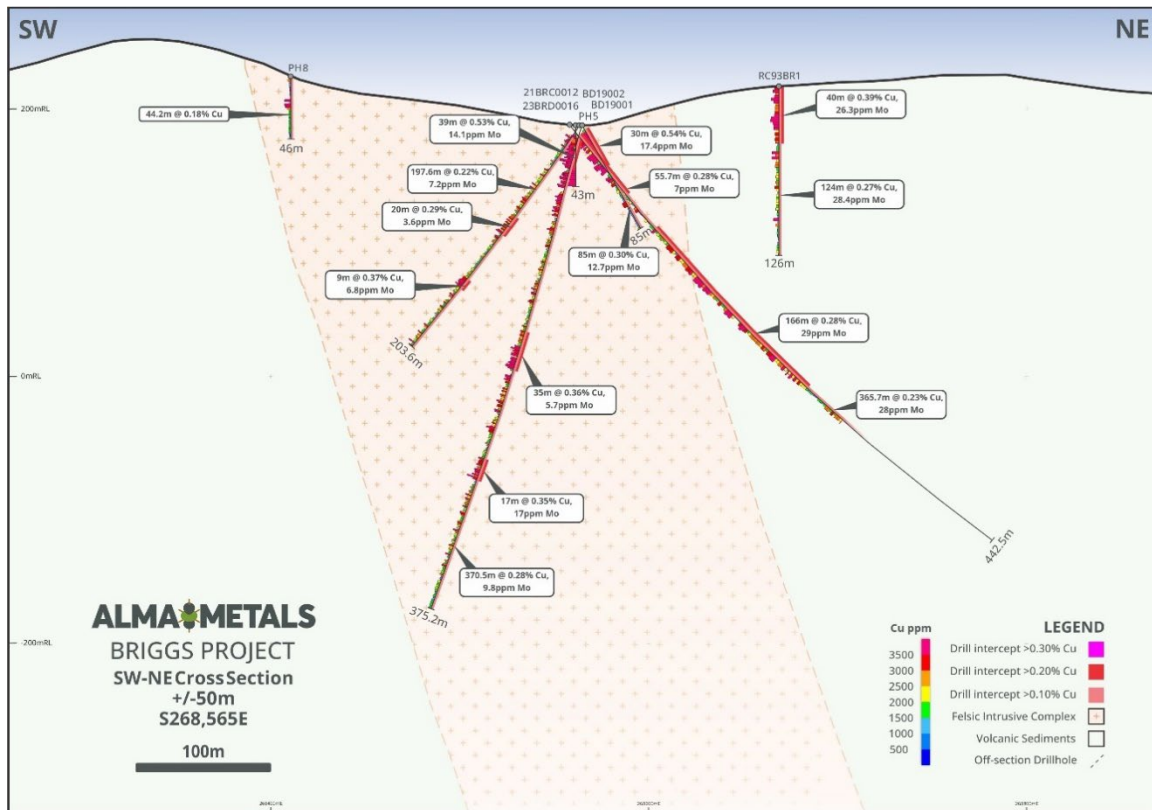 SW
NE
PH8
RC93BR1
21BRC0012
BD19002
23BRD0016
BD19001
PH5
200mRL
44.2m @ 0.18% Cu
46m
39m @ 0.53% Cu,
14.1ppm Mo
30m @ 0.54% Cu,
17.4ppm Mo
40m @ 0.39% Cu,
26.3ppm Mo
197.6m @ 0.22% Cu,
7.2ppm Mo
55.7m @ 0.28% Cu,
7ppm Mo
43m
124m @ 0.27% Cu,
28.4ppm Mo
20m @ 0.29% Cu,
3.6ppm Mo
85m
85m @ 0.30% Cu,
12.7ppm Mo
126m
9m @ 0.37% Cu,
6.8ppm Mo
203.6m
166m @ 0.28% Cu,
29ppm Mo
0mRL
35m @ 0.36% Cu,
5.7ppm Mo
365.7m @ 0.23% Cu,
28ppm Mo
17m @ 0.35% Cu,
17ppm Mo
442.5m
370.5m @ 0.28% Cu,
9.8ppm Mo
375.2m
-200mRL
ALMA METALS
BRIGGS PROJECT
SW-NE Cross Section
+/-50m
S268,565E
100m
Cu ppm
3500
3000
2500
2000
1500
1000
500
LEGEND
Drill intercept >0.30% Cu
Drill intercept >0.20% Cu
Drill intercept >0.10% Cu
Felsic Intrusive Complex
Volcanic Sediments
Off-section Drillhole